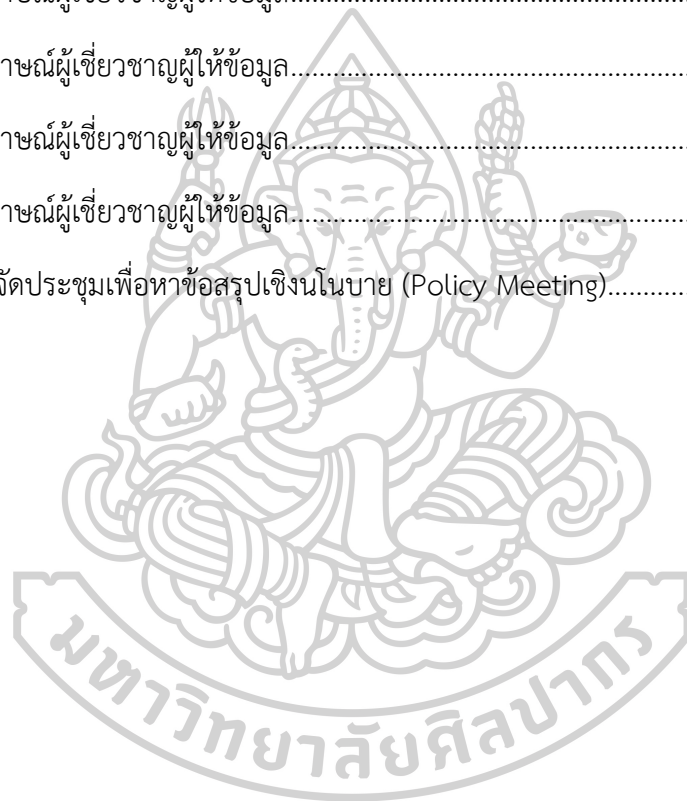 าษณ์ผู้เชี่ยวชาญผู้ให้ข้อมูล
าษณ์ผู้เชี่ยวชาญผู้ให้ข้อมูล
าษณ์ผู้เชี่ยวชาญผู้ให้ข้อมูล
จัดประชุมเพื่อหาข้อสรุปเชิงนโนบาย (Policy Meeting)
มหาวิทยาลัยศิลปากร